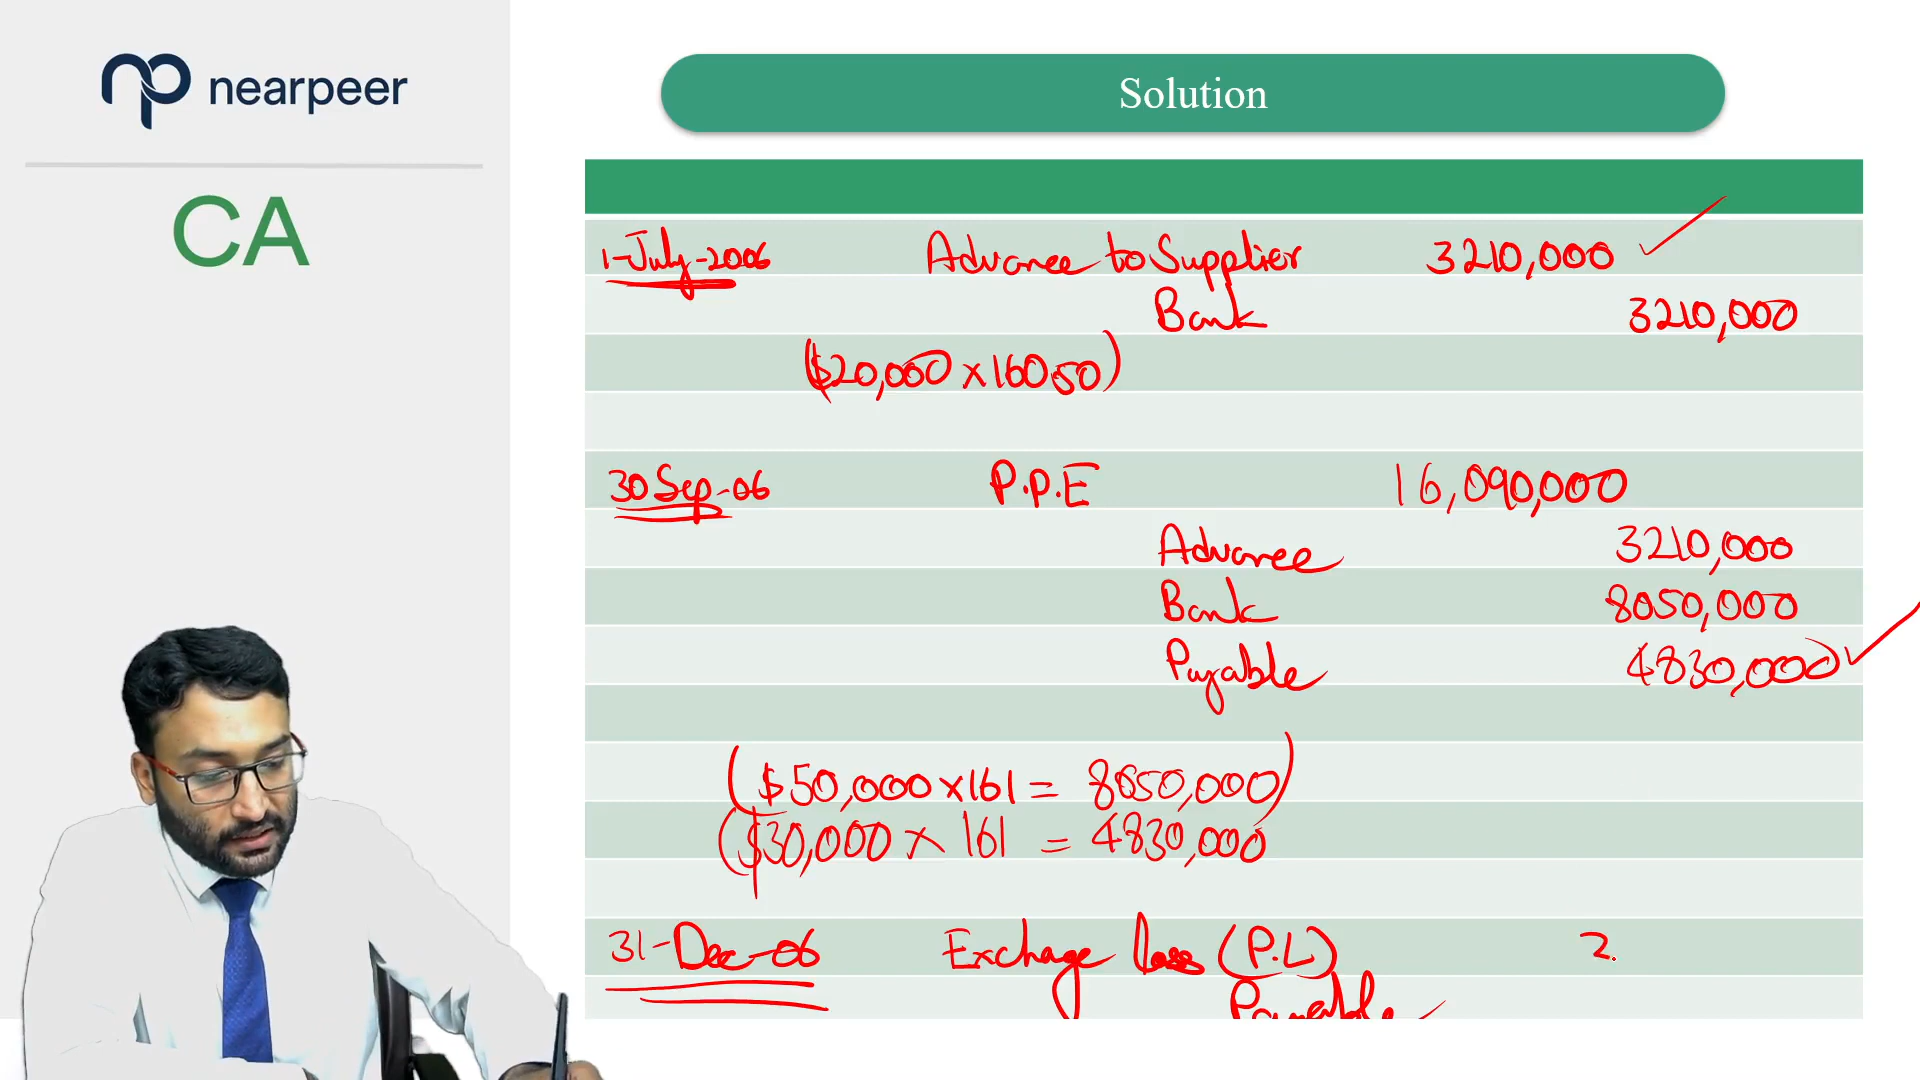 nearpeer
CA
Solution
1-July-2006 Advance to Supplier 3210,000
Bank 3210,000
($20,000 x 160.50)
30 Sep-06 P.P.E 16,090,000
Advance 3210,000
Bank 8050,000
Payable 4830,000
($50,000 x 161 = 8050,000)
($30,000 x 161 = 4830,000
31-Dec-06 Exchage loss (P.L) 2
Payable